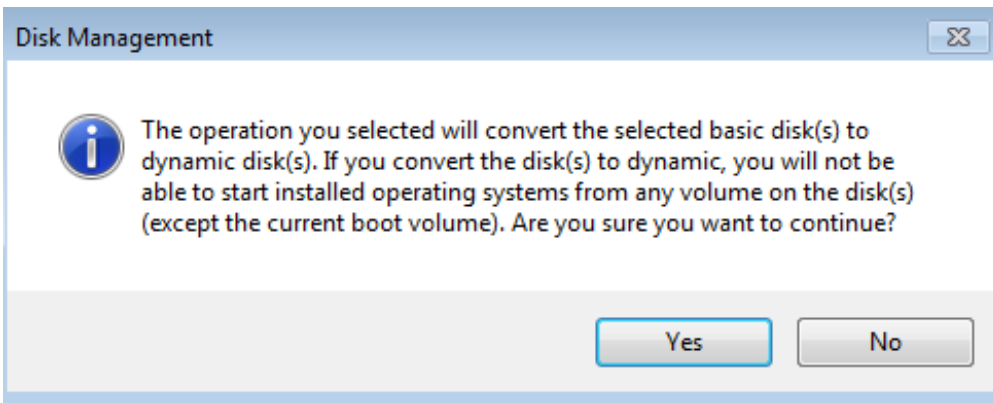 Disk Management
The operation you selected will convert the selected basic disk(s) to
dynamic disk(s). If you convert the disk(s) to dynamic, you will not be
able to start installed operating systems from any volume on the disk(s)
(except the current boot volume). Are you sure you want to continue?
Yes
No